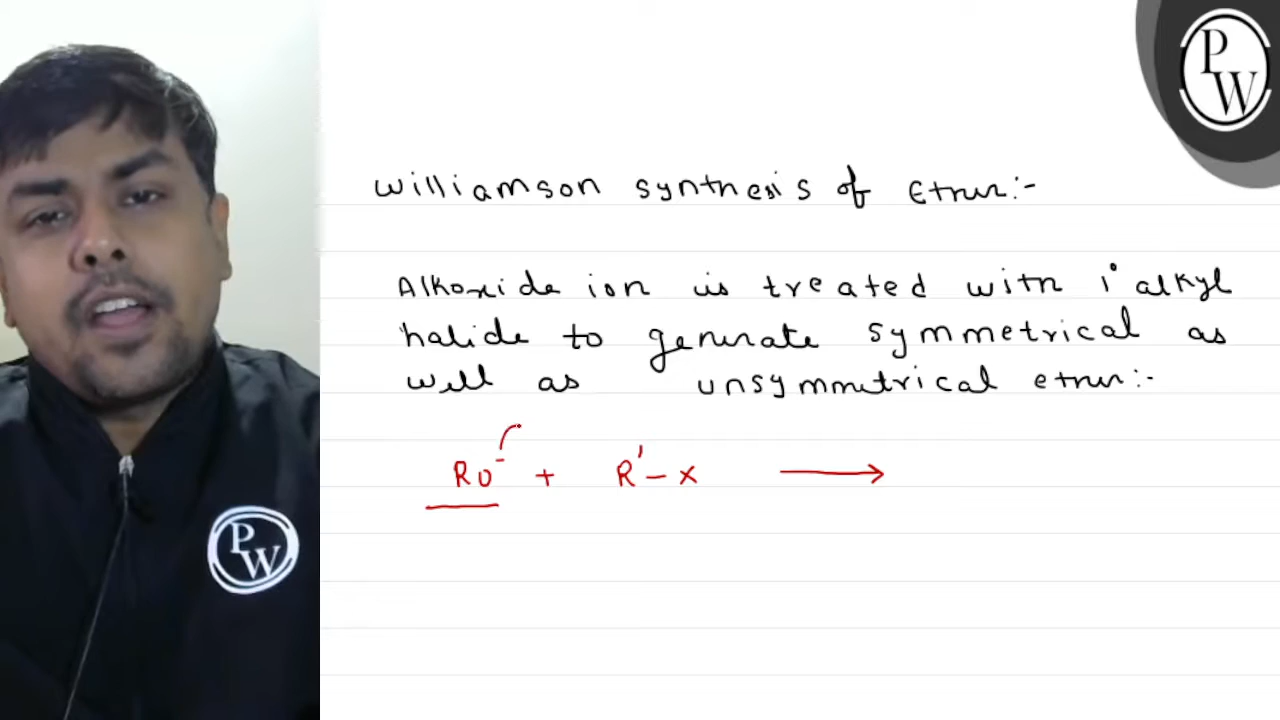 PW
Williamson synthesis of Ether:-
Alkoxide ion is treated with 1° alkyl
halide to generate symmetrical as
well as unsymmetrical ether:-
RO⁻ + R'-X ⟶
PW